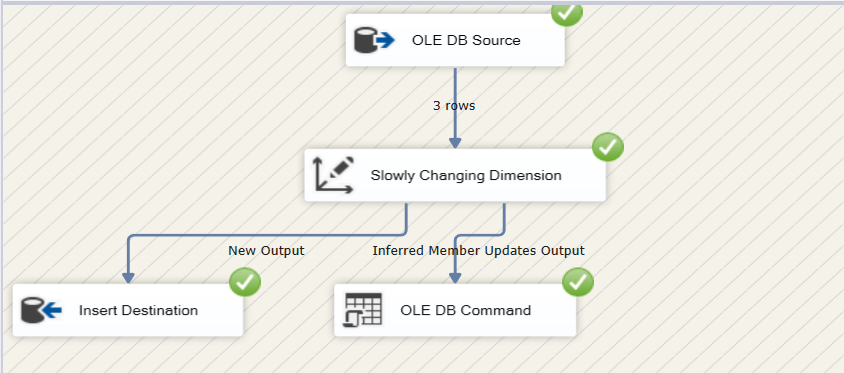 OLE DB Source
3 rows
Slowly Changing Dimension
New Output
Inferred Member Updates Output
Insert Destination
OLE DB Command